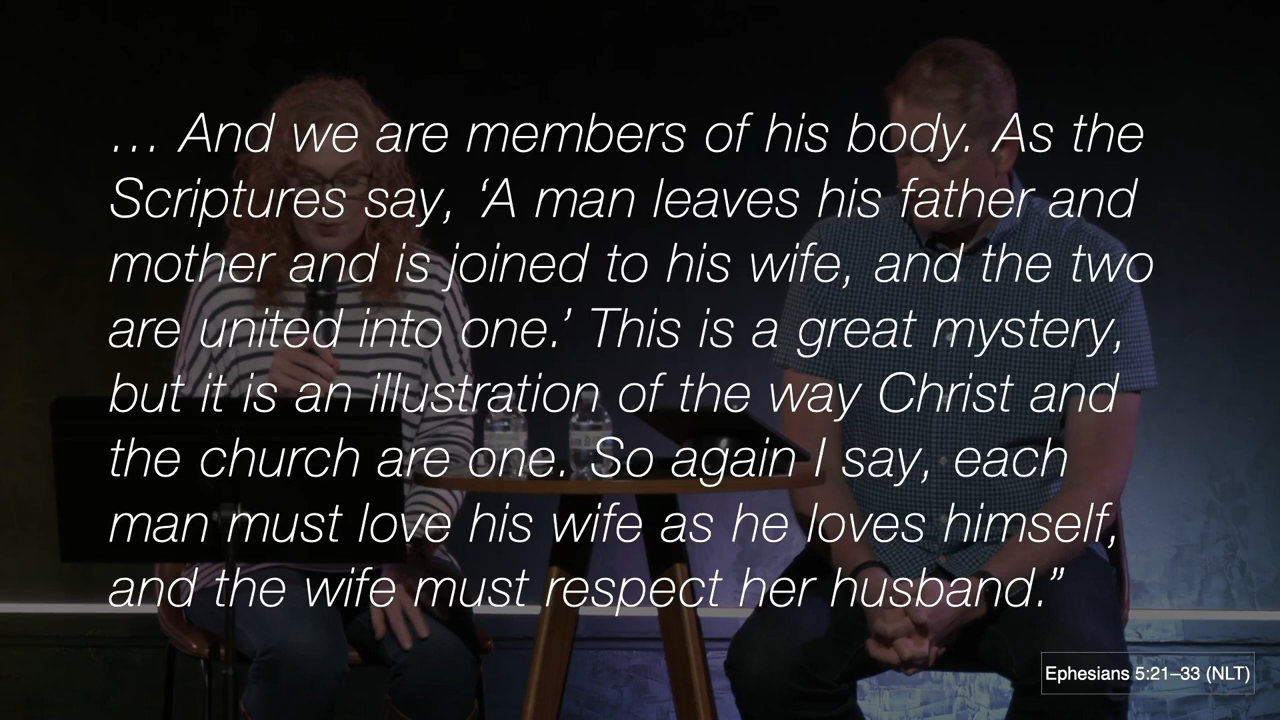 … And we are members of his body. As the
Scriptures say, ‘A man leaves his father and
mother and is joined to his wife, and the two
are united into one.’ This is a great mystery,
but it is an illustration of the way Christ and
the church are one. So again I say, each
man must love his wife as he loves himself,
and the wife must respect her husband.”
Ephesians 5:21–33 (NLT)